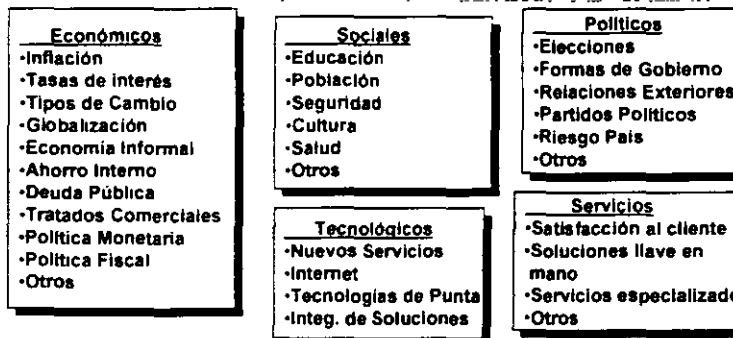 Económicos
•Inflación
•Tasas de interés
•Tipos de Cambio
•Globalización
•Economía Informal
•Ahorro Interno
•Deuda Pública
•Tratados Comerciales
•Política Monetaria
•Política Fiscal
•Otros
Sociales
•Educación
•Población
•Seguridad
•Cultura
•Salud
•Otros
Políticos
•Elecciones
•Formas de Gobierno
•Relaciones Exteriores
•Partidos Políticos
•Riesgo País
•Otros
Tecnológicos
•Nuevos Servicios
•Internet
•Tecnologías de Punta
•Integ. de Soluciones
Servicios
•Satisfacción al cliente
•Soluciones llave en
mano
•Servicios especializado
•Otros